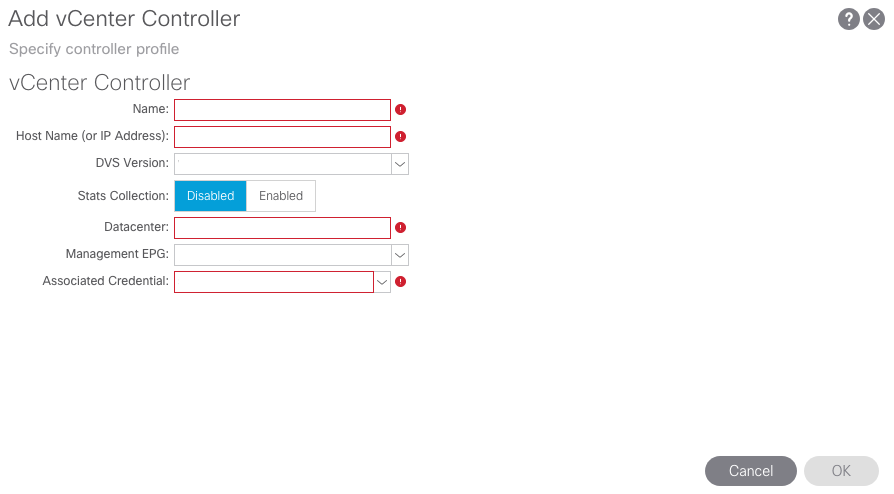 Add vCenter Controller
Specify controller profile
vCenter Controller
Name:
Host Name (or IP Address):
DVS Version:
Stats Collection: Disabled Enabled
Datacenter:
Management EPG:
Associated Credential:
Cancel OK